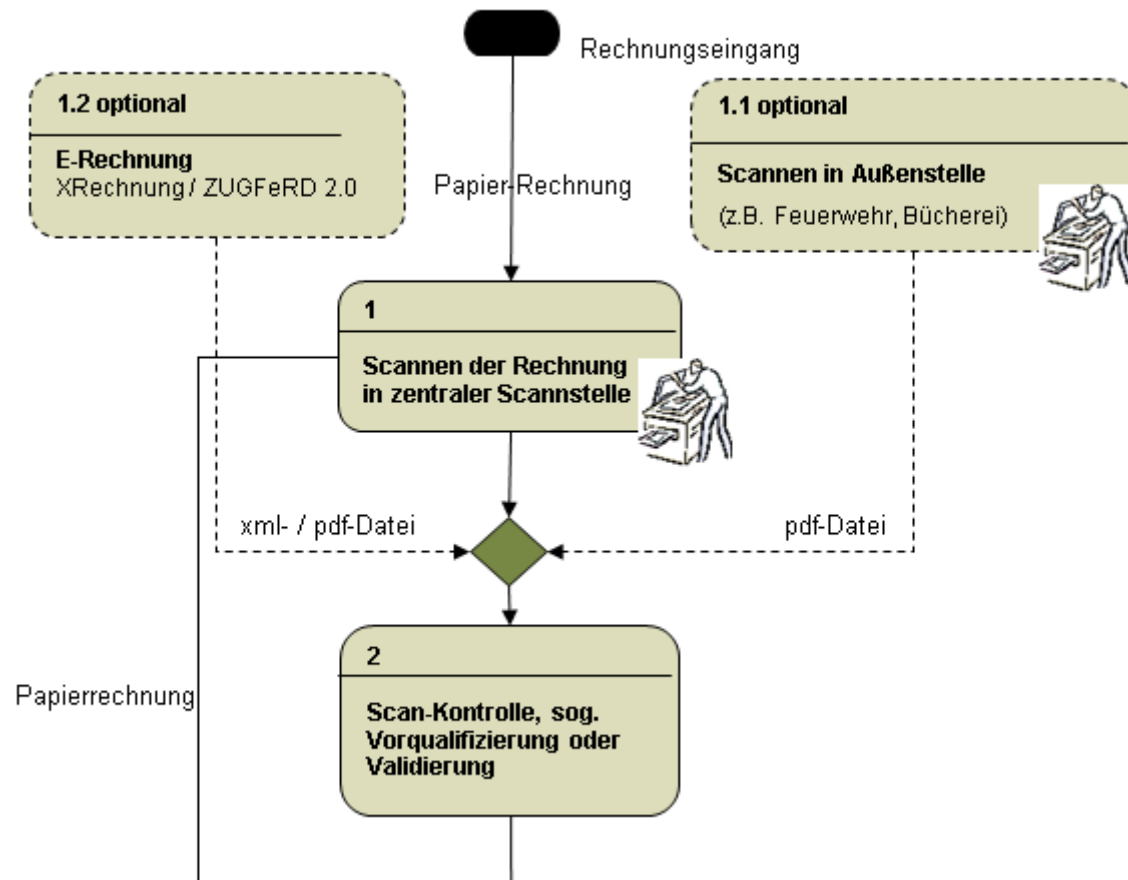 Rechnungseingang
1.2 optional
E-Rechnung
XRechnung / ZUGFeRD 2.0
1.1 optional
Scannen in Außenstelle
(z.B. Feuerwehr, Bücherei)
Papier-Rechnung
1
Scannen der Rechnung
in zentraler Scannstelle
xml- / pdf-Datei
pdf-Datei
2
Scan-Kontrolle, sog.
Vorqualifizierung oder
Validierung
Papierrechnung